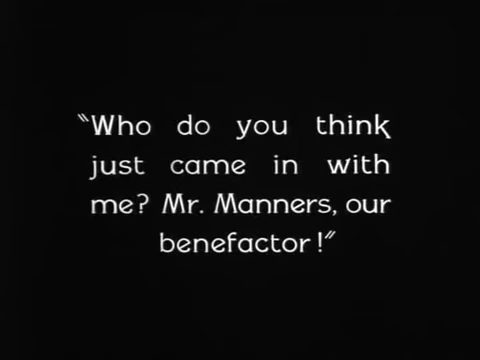 "Who do you think
just came in with
me? Mr. Manners, our
benefactor!"